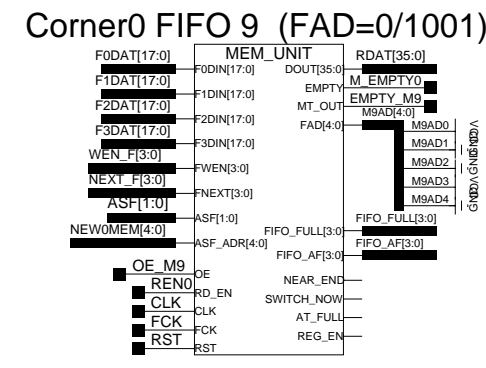 Corner0 FIFO 9 (FAD=0/1001)
MEM_UNIT
F0DAT[17:0]
F0DIN[17:0]
F1DAT[17:0]
F1DIN[17:0]
F2DAT[17:0]
F2DIN[17:0]
F3DAT[17:0]
F3DIN[17:0]
WEN_F[3:0]
FWEN[3:0]
NEXT_F[3:0]
FNEXT[3:0]
ASF[1:0]
ASF[1:0]
NEW0MEM[4:0]
ASF_ADR[4:0]
OE_M9
OE
REN0
RD_EN
CLK
CLK
FCK
FCK
RST
RST
RDAT[35:0]
DOUT[35:0]
M_EMPTY0
EMPTY
EMPTY_M9
MT_OUT
M9AD[4:0]
FAD[4:0]
M9AD0
M9AD1
M9AD2
M9AD3
M9AD4
FIFO_FULL[3:0]
FIFO_FULL[3:0]
FIFO_AF[3:0]
FIFO_AF[3:0]
NEAR_END
SWITCH_NOW
AT_FULL
REG_EN